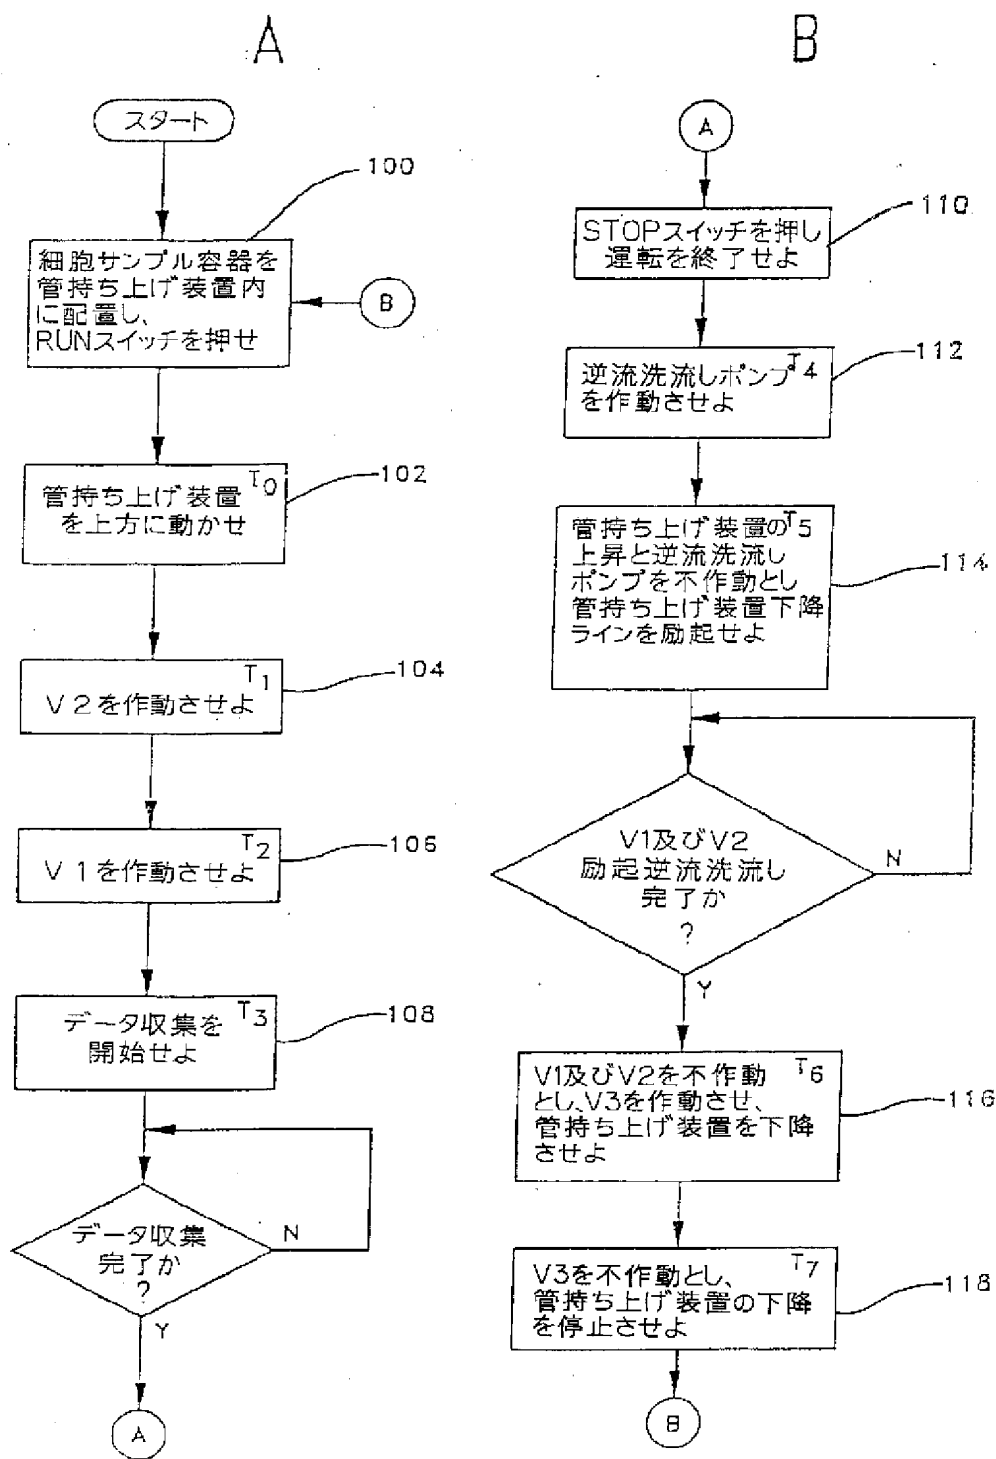 A
スタート
100
細胞サンプル容器を
管持ち上げ装置内
に配置し、
RUNスイッチを押せ
B
T0
102
管持ち上げ装置
を上方に動かせ
T1
104
V2を作動させよ
T2
106
V1を作動させよ
T3
108
データ収集を
開始せよ
データ収集
完了か
?
N
Y
A
B
A
110
STOPスイッチを押し
運転を終了せよ
T4
112
逆流洗流しポンプ
を作動させよ
T5
114
管持ち上げ装置の
上昇と逆流洗流し
ポンプを不作動とし
管持ち上げ装置下降
ラインを励起せよ
V1及びV2
励起逆流洗流し
完了か
?
N
Y
T6
116
V1及びV2を不作動
とし、V3を作動させ、
管持ち上げ装置を下降
させよ
T7
118
V3を不作動とし、
管持ち上げ装置の下降
を停止させよ
B